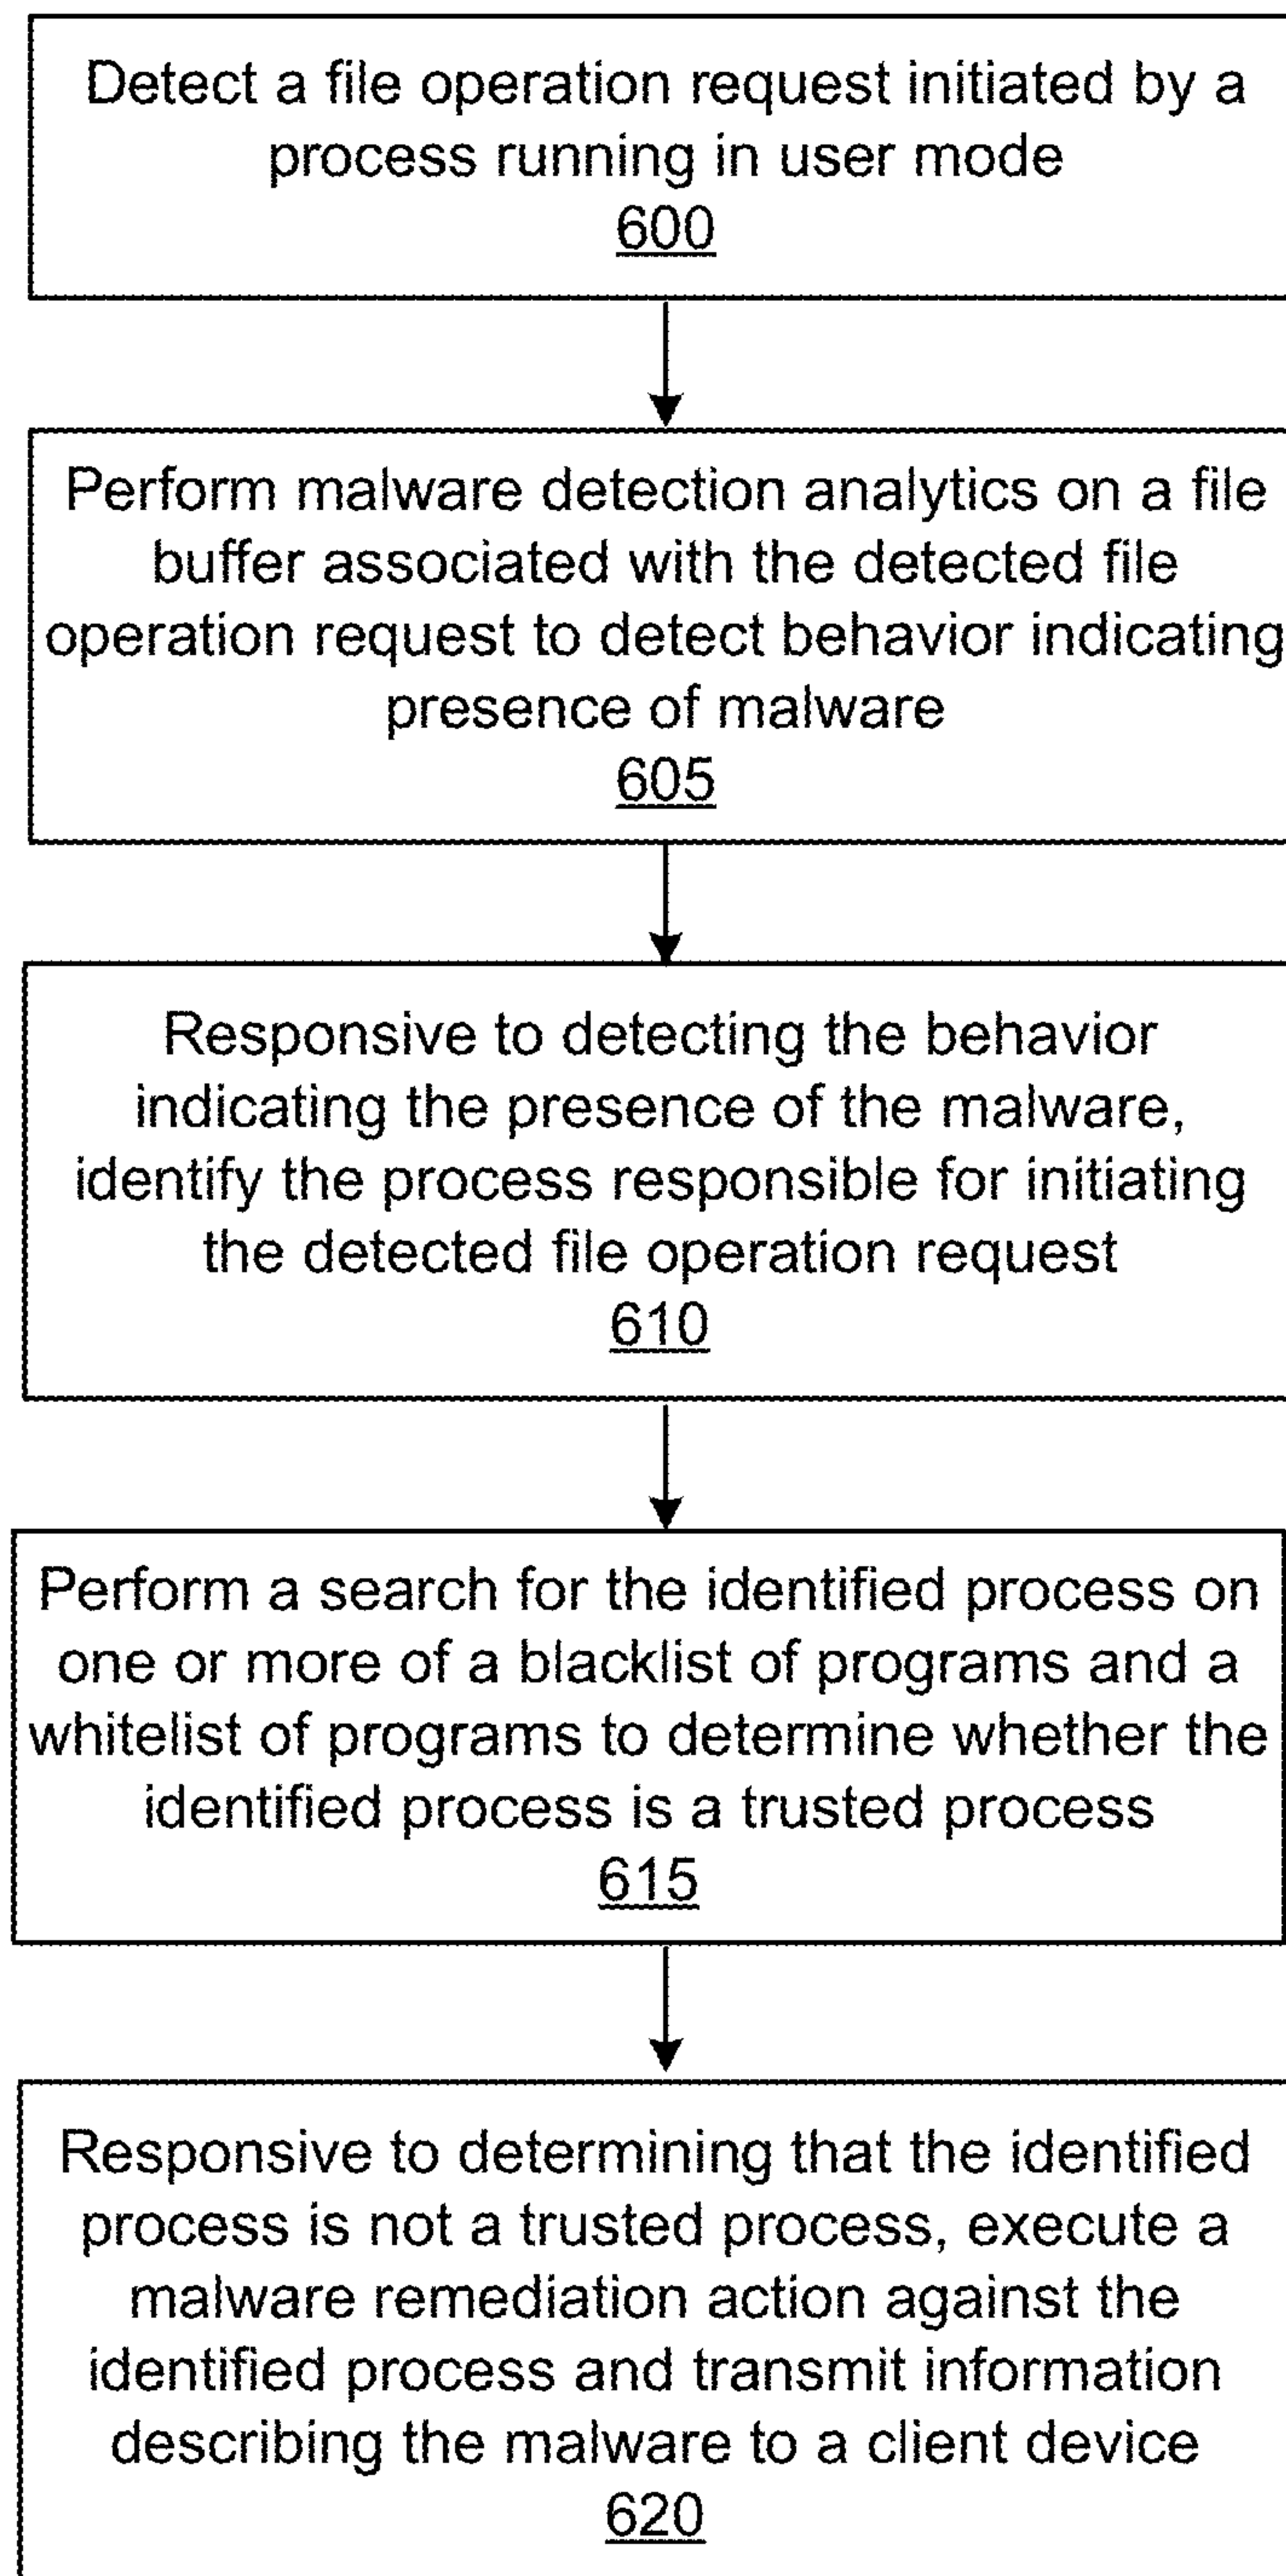 Detect a file operation request initiated by a
process running in user mode
600
Perform malware detection analytics on a file
buffer associated with the detected file
operation request to detect behavior indicating
presence of malware
605
Responsive to detecting the behavior
indicating the presence of the malware,
identify the process responsible for initiating
the detected file operation request
610
Perform a search for the identified process on
one or more of a blacklist of programs and a
whitelist of programs to determine whether the
identified process is a trusted process
615
Responsive to determining that the identified
process is not a trusted process, execute a
malware remediation action against the
identified process and transmit information
describing the malware to a client device
620